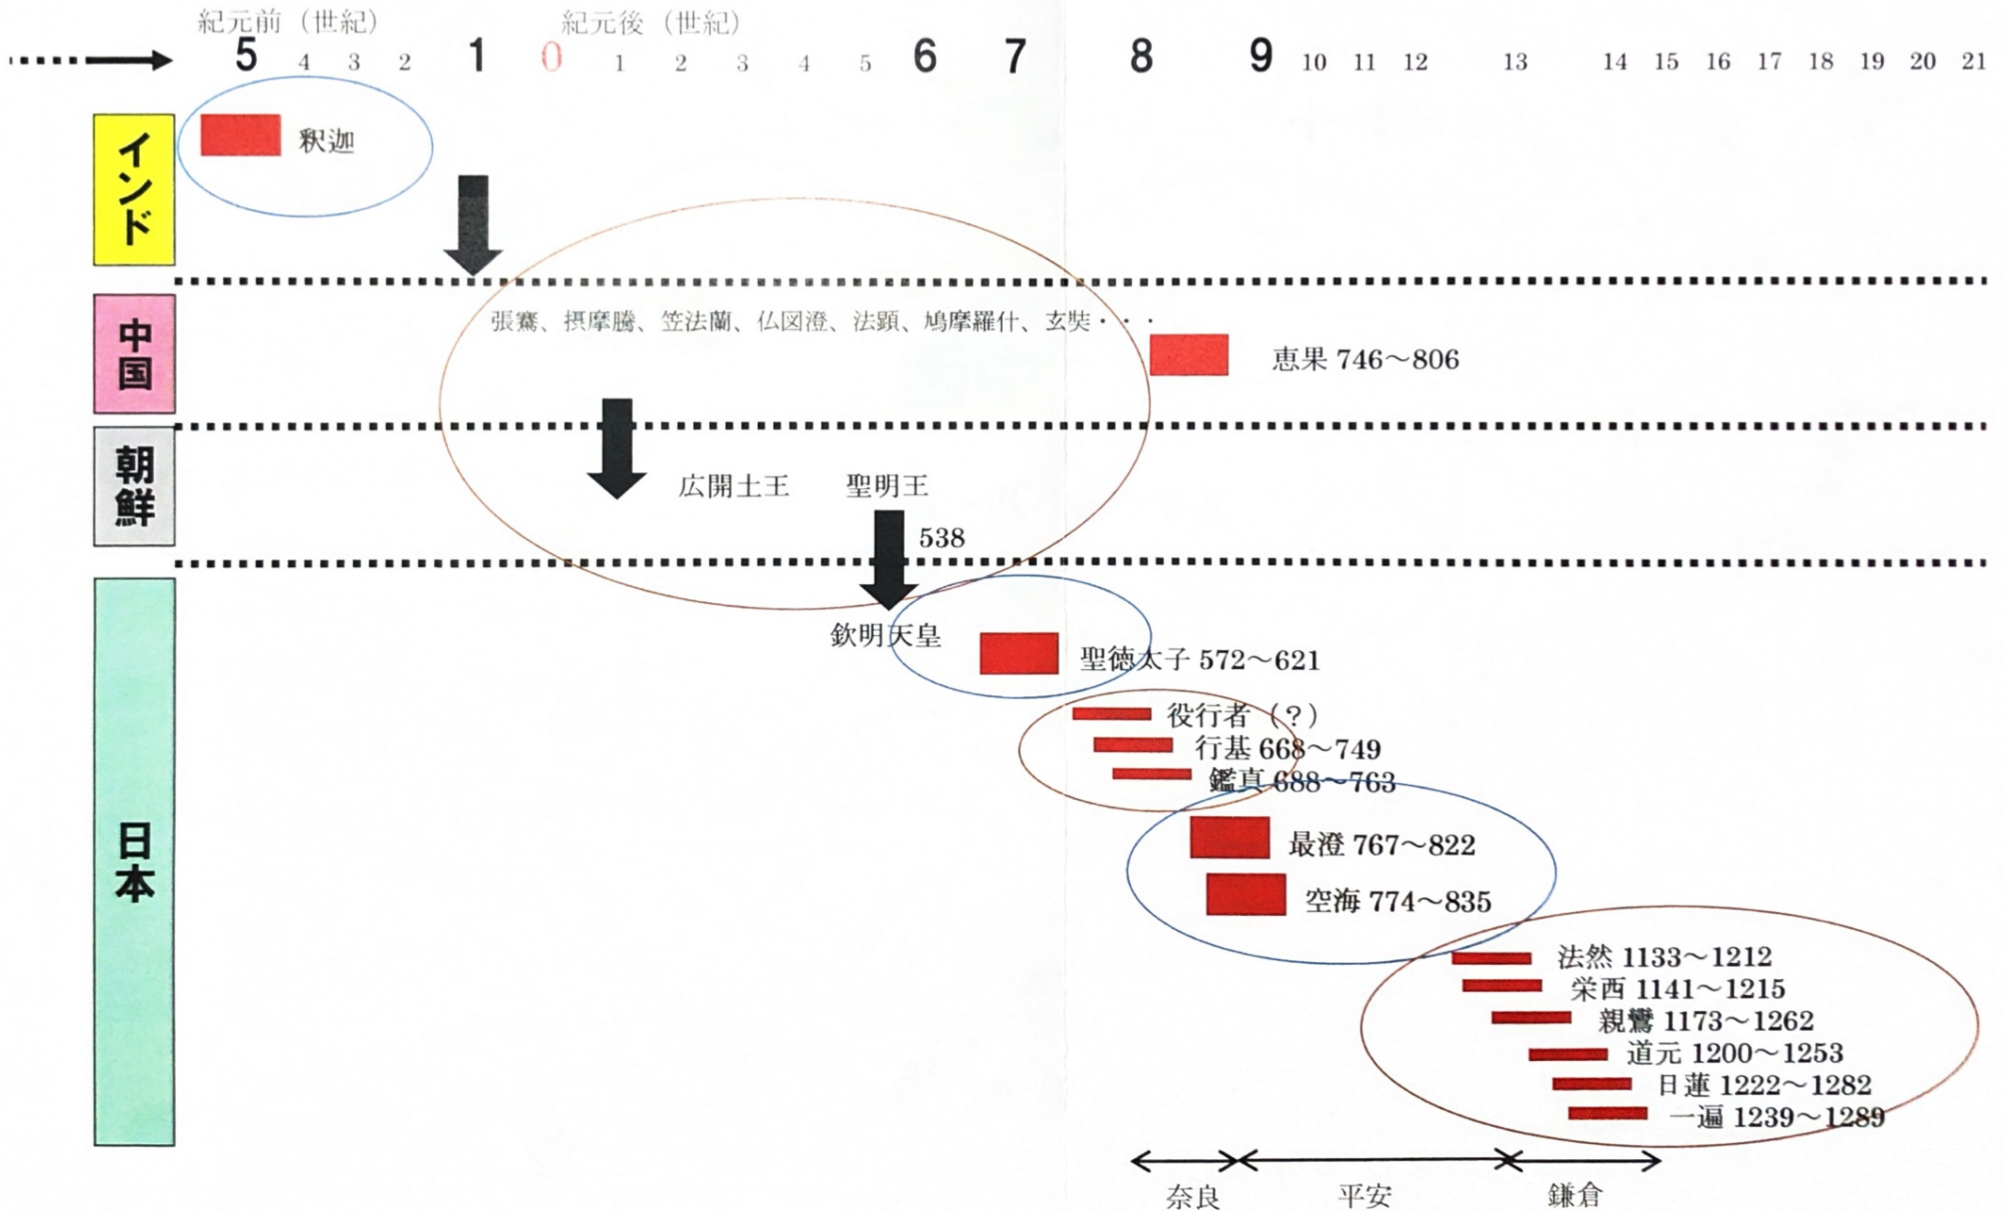 紀元前（世紀） 紀元後（世紀）
5 4 3 2 1 0 1 2 3 4 5 6 7 8 9 10 11 12 13 14 15 16 17 18 19 20 21
インド
釈迦
中国
張騫、摂摩騰、笠法蘭、仏図澄、法顕、鳩摩羅什、玄奘・・・
恵果 746～806
朝鮮
広開土王 聖明王
538
日本
欽明天皇
聖徳太子 572～621
役行者（？）
行基 668～749
鑑真 688～763
最澄 767～822
空海 774～835
法然 1133～1212
栄西 1141～1215
親鸞 1173～1262
道元 1200～1253
日蓮 1222～1282
一遍 1239～1289
奈良 平安 鎌倉